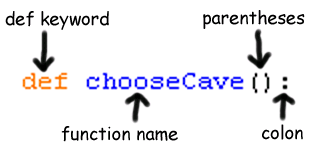 def keyword parentheses
def chooseCave():
function name colon